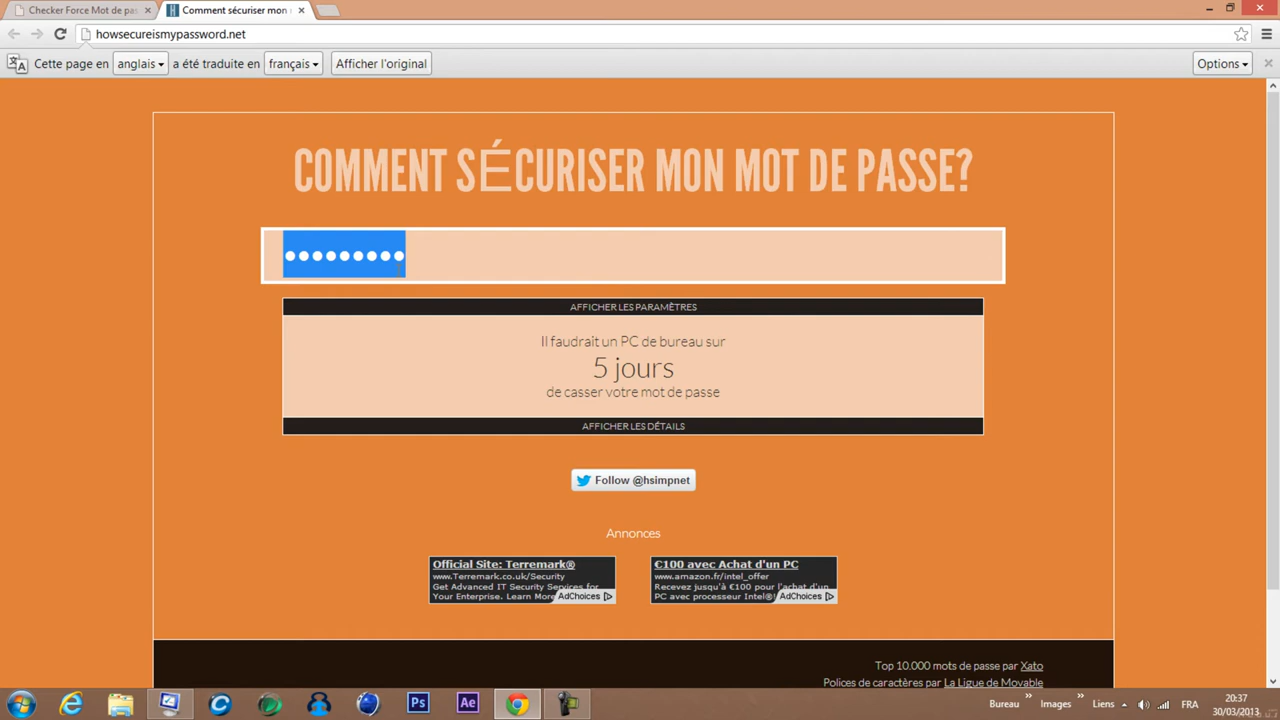 Checker Force Mot de pas
Comment sécuriser mon
howsecureismypassword.net
Cette page en anglais a été traduite en français Afficher l'original Options
COMMENT SÉCURISER MON MOT DE PASSE?
AFFICHER LES PARAMÈTRES
Il faudrait un PC de bureau sur
5 jours
de casser votre mot de passe
AFFICHER LES DÉTAILS
Follow @hsimpnet
Annonces
Official Site: Terremark®
www.Terremark.co.uk/Security
Get Advanced IT Security Services for
Your Enterprise. Learn More
AdChoices
€100 avec Achat d'un PC
www.amazon.fr/intel_offer
Recevez jusqu'à €100 pour l'achat d'un
PC avec processeur Intel®!
AdChoices
Top 10.000 mots de passe par Xato
Polices de caractères par La Ligue de Movable
Ps Ae Bureau Images Liens FRA
20:37
30/03/2013